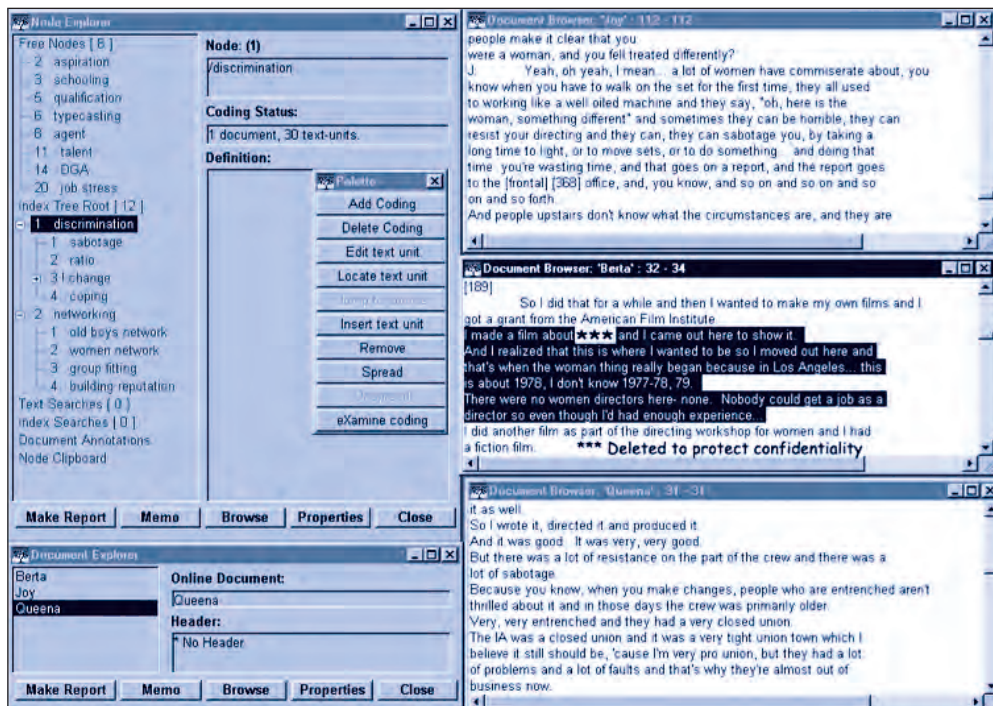 Node Explorer
Free Nodes [ 8 ]
2 aspiration
3 schooling
5 qualification
6 typecasting
8 agent
11 talent
14 DGA
20 job stress
Index Tree Root [ 12 ]
1 discrimination
1 sabotage
2 ratio
3 ! change
4 coping
2 networking
1 old boys network
2 women network
3 group fitting
4 building reputation
Text Searches [ 0 ]
Index Searches [ 0 ]
Document Annotations
Node Clipboard
Node: (1)
/discrimination
Coding Status:
1 document, 30 text-units.
Definition:
Palette
Add Coding
Delete Coding
Edit text unit
Locate text unit
Insert text unit
Remove
Spread
eXamine coding
Make Report
Memo
Browse
Properties
Close
Document Explorer
Berta
Joy
Queena
Online Document:
Queena
Header:
* No Header
Make Report
Memo
Browse
Properties
Close
Document Browser: 'Joy' : 112 - 112
people make it clear that you
were a woman, and you fell treated differently?
J. Yeah, oh yeah, I mean... a lot of women have commiserate about, you
know when you have to walk on the set for the first time, they all used
to working like a well oiled machine and they say, "oh, here is the
woman, something different" and sometimes they can be horrible, they can
resist your directing and they can, they can sabotage you, by taking a
long time to light, or to move sets, or to do something... and doing that
time you're wasting time, and that goes on a report, and the report goes
to the [frontal] [368] office, and, you know, and so on and so on and so
on and so forth.
And people upstairs don't know what the circumstances are, and they are
Document Browser: 'Berta' : 32 - 34
[189]
So I did that for a while and then I wanted to make my own films and I
got a grant from the American Film Institute.
I made a film about *** and I came out here to show it.
And I realized that this is where I wanted to be so I moved out here and
that's when the woman thing really began because in Los Angeles... this
is about 1978, I don't know 1977-78, 79.
There were no women directors here- none. Nobody could get a job as a
director so even though I'd had enough experience...
I did another film as part of the directing workshop for women and I had
a fiction film. *** Deleted to protect confidentiality
Document Browser: 'Queena' : 31 - 31
it as well.
So I wrote it, directed it and produced it.
And it was good. It was very, very good.
But there was a lot of resistance on the part of the crew and there was a
lot of sabotage.
Because you know, when you make changes, people who are entrenched aren't
thrilled about it and in those days the crew was primarily older.
Very, very entrenched and they had a very closed union.
The IA was a closed union and it was a very tight union town which I
believe it still should be, 'cause I'm very pro union, but they had a lot
of problems and a lot of faults and that's why they're almost out of
business now.